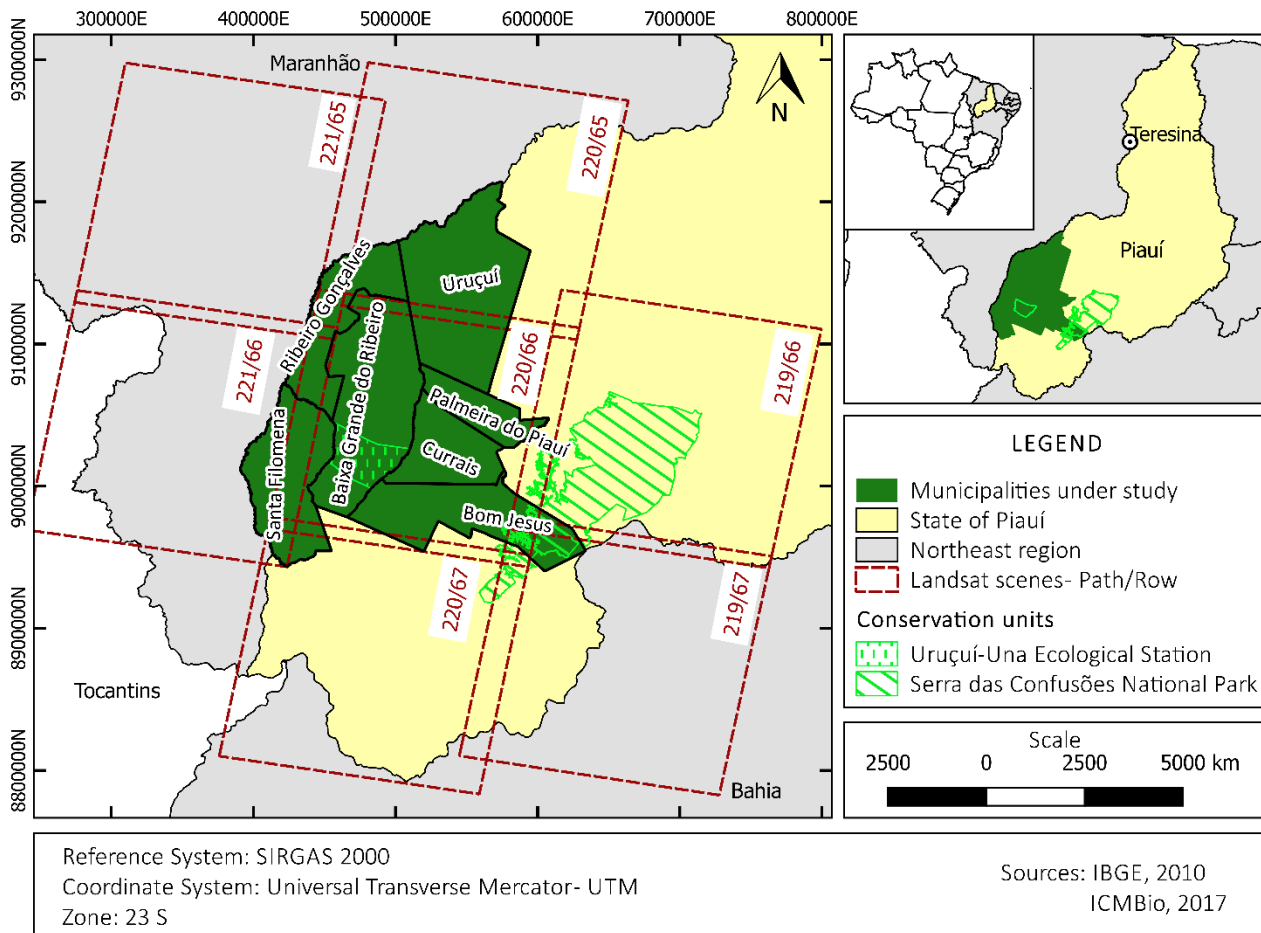 300000E 400000E 500000E 600000E 700000E 800000E
9300000N
9200000N
9100000N
9000000N
8900000N
8800000N
Maranhão
N
221/65
220/65
Uruçuí
Ribeiro Gonçalves
Baixa Grande do Ribeiro
221/66
220/66
219/66
Palmeira do Piauí
Currais
Santa Filomena
Bom Jesus
220/67
219/67
Tocantins
Bahia
Teresina
Piauí
LEGEND
Municipalities under study
State of Piauí
Northeast region
Landsat scenes- Path/Row
Conservation units
Uruçuí-Una Ecological Station
Serra das Confusões National Park
Scale
2500 0 2500 5000 km
Reference System: SIRGAS 2000
Coordinate System: Universal Transverse Mercator- UTM
Zone: 23 S
Sources: IBGE, 2010
ICMBio, 2017